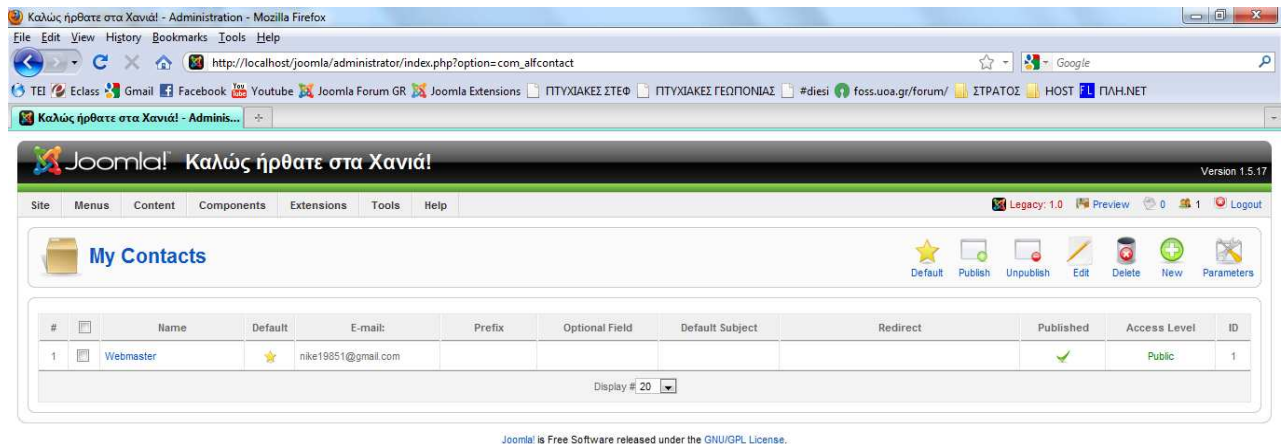 Καλώς ήρθατε στα Χανιά! - Administration - Mozilla Firefox
File Edit View History Bookmarks Tools Help
http://localhost/joomla/administrator/index.php?option=com_alfcontact
Google
TEI Eclass Gmail Facebook Youtube Joomla Forum GR Joomla Extensions ΠΤΥΧΙΑΚΕΣ ΣΤΕΦ ΠΤΥΧΙΑΚΕΣ ΓΕΩΠΟΝΙΑΣ #diesi foss.uoa.gr/forum/ ΣΤΡΑΤΟΣ HOST FL ΠΛΗ.ΝΕΤ
Καλώς ήρθατε στα Χανιά! - Adminis...
Joomla! Καλώς ήρθατε στα Χανιά!
Version 1.5.17
Site Menus Content Components Extensions Tools Help Legacy: 1.0 Preview 0 1 Logout
My Contacts
Default Publish Unpublish Edit Delete New Parameters
# Name Default E-mail: Prefix Optional Field Default Subject Redirect Published Access Level ID
1 Webmaster nike19851@gmail.com Public 1
Display # 20
Joomla! is Free Software released under the GNU/GPL License.